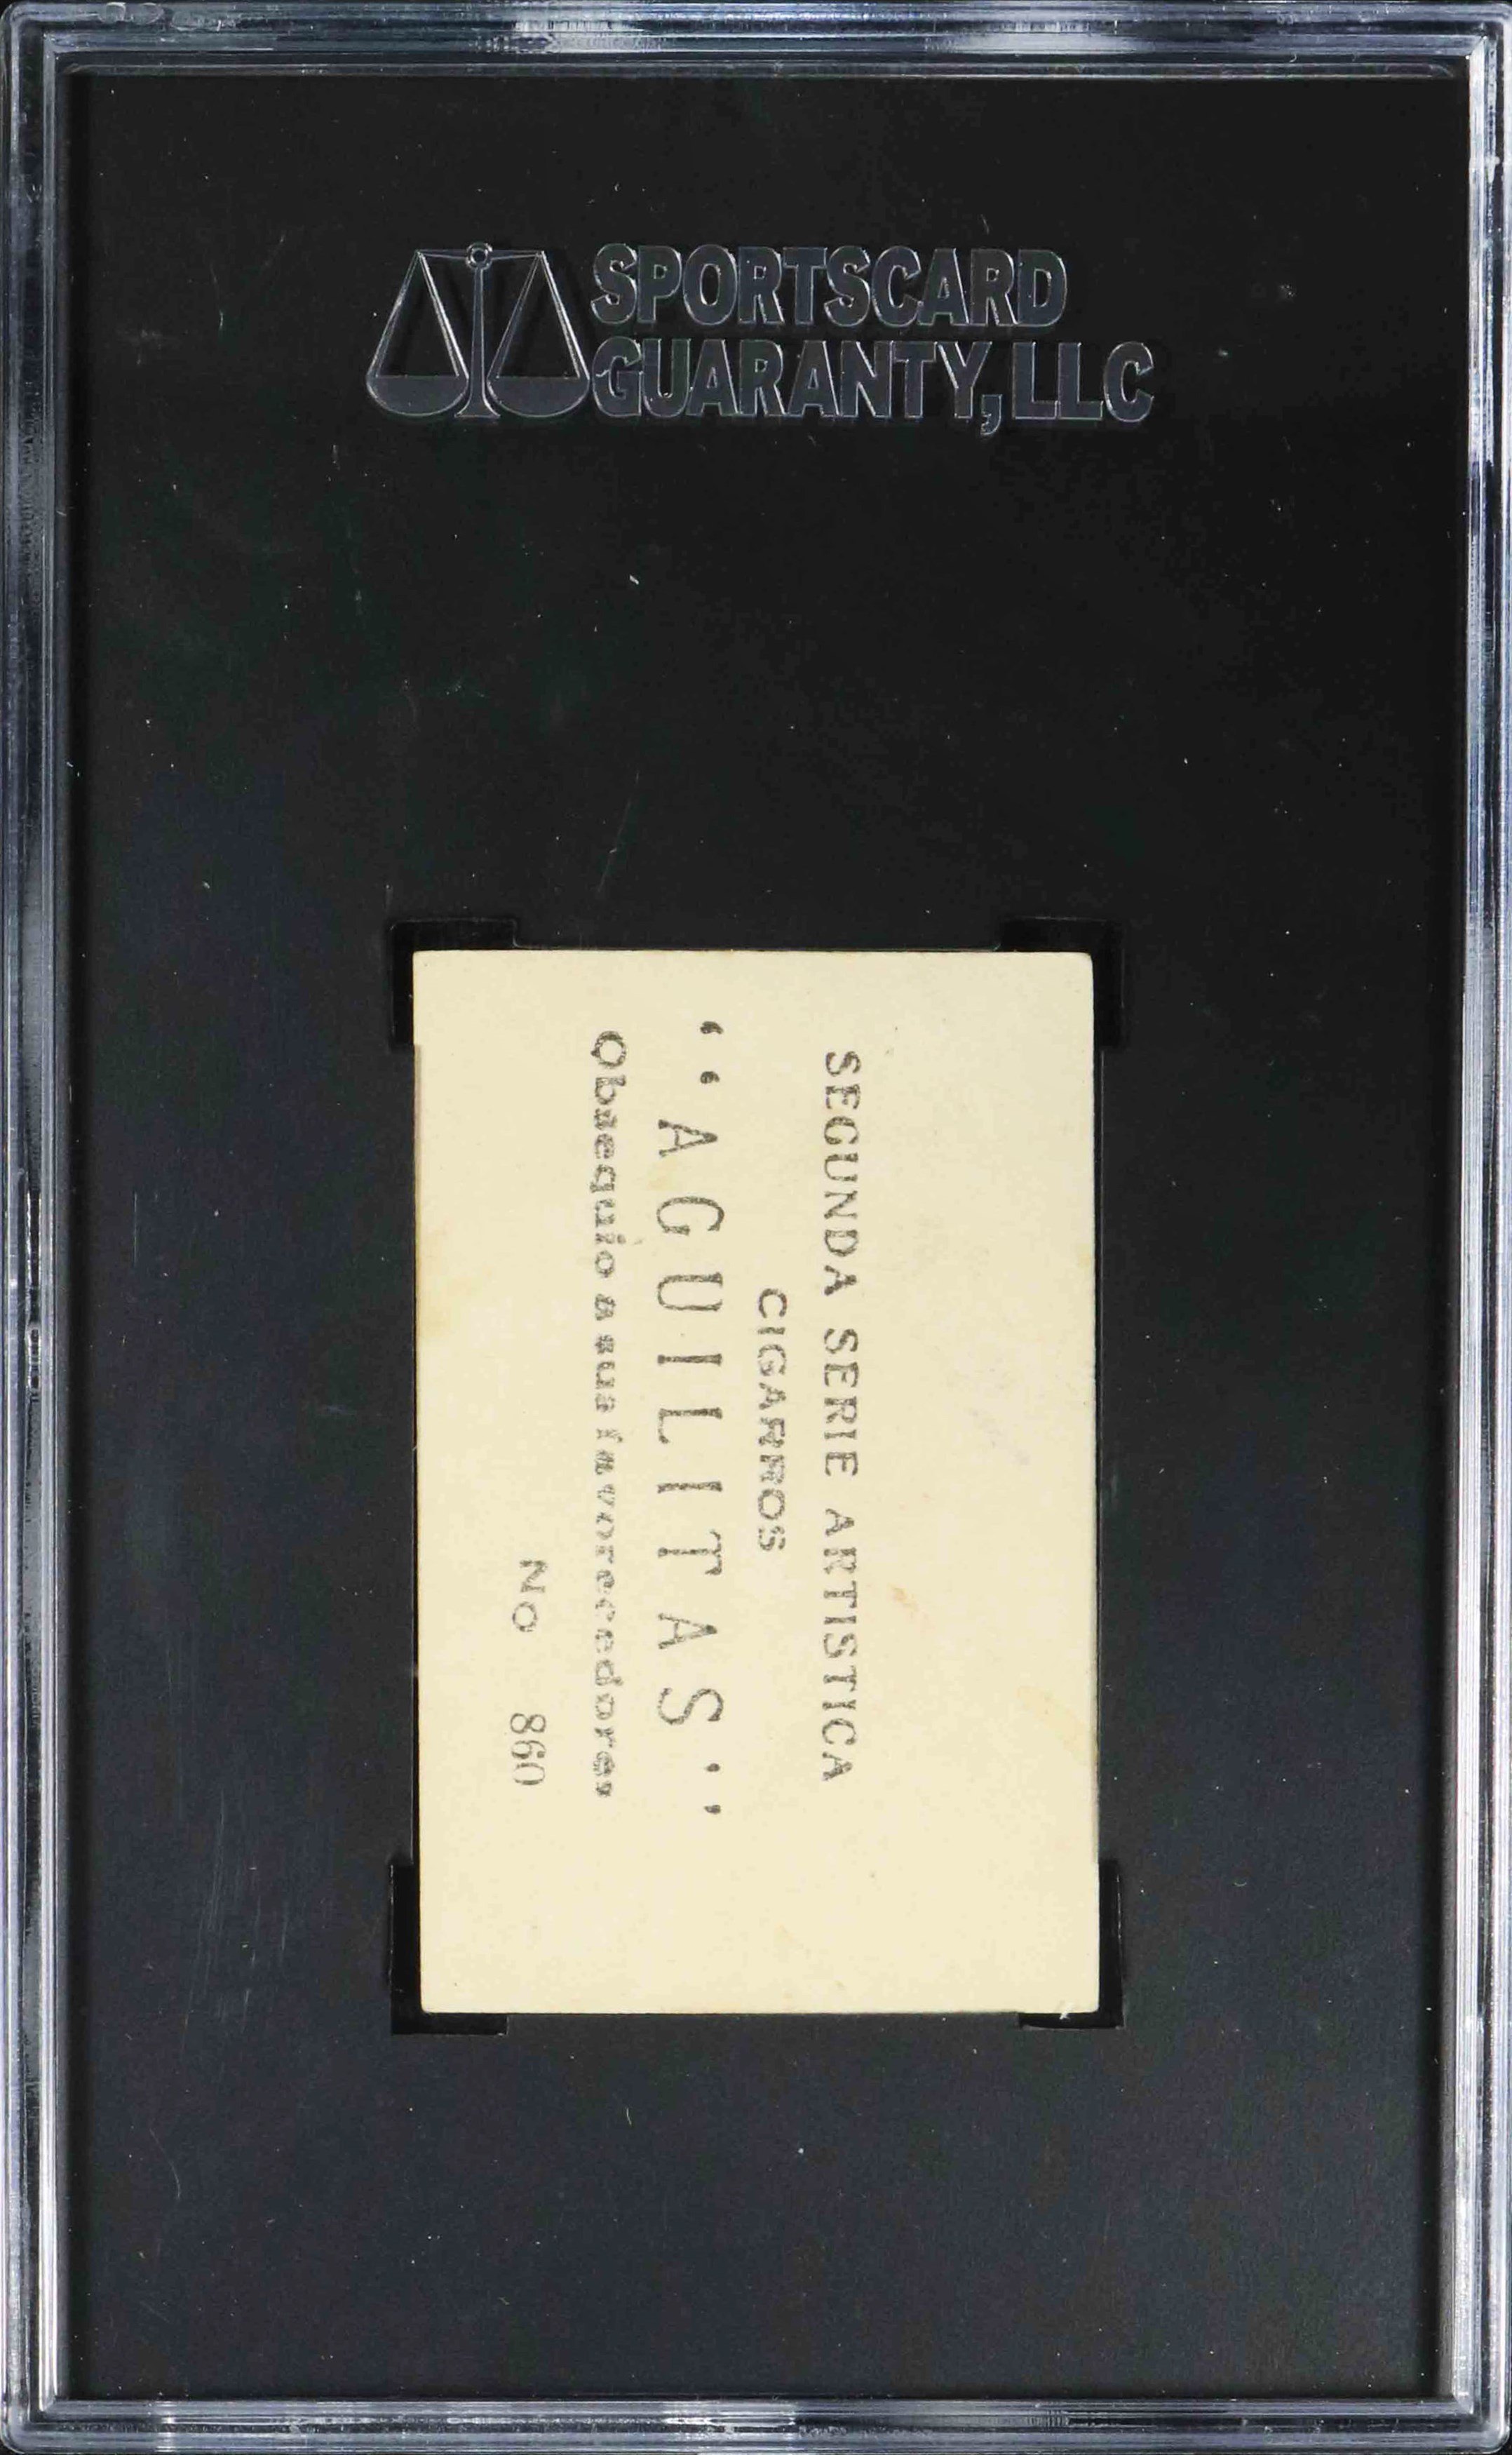 SPORTSCARD
GUARANTY, LLC
SEGUNDA SERIE ARTISTICA
CIGARROS
"AGUILITAS"
Obsequio a sus favorecedores
No 860